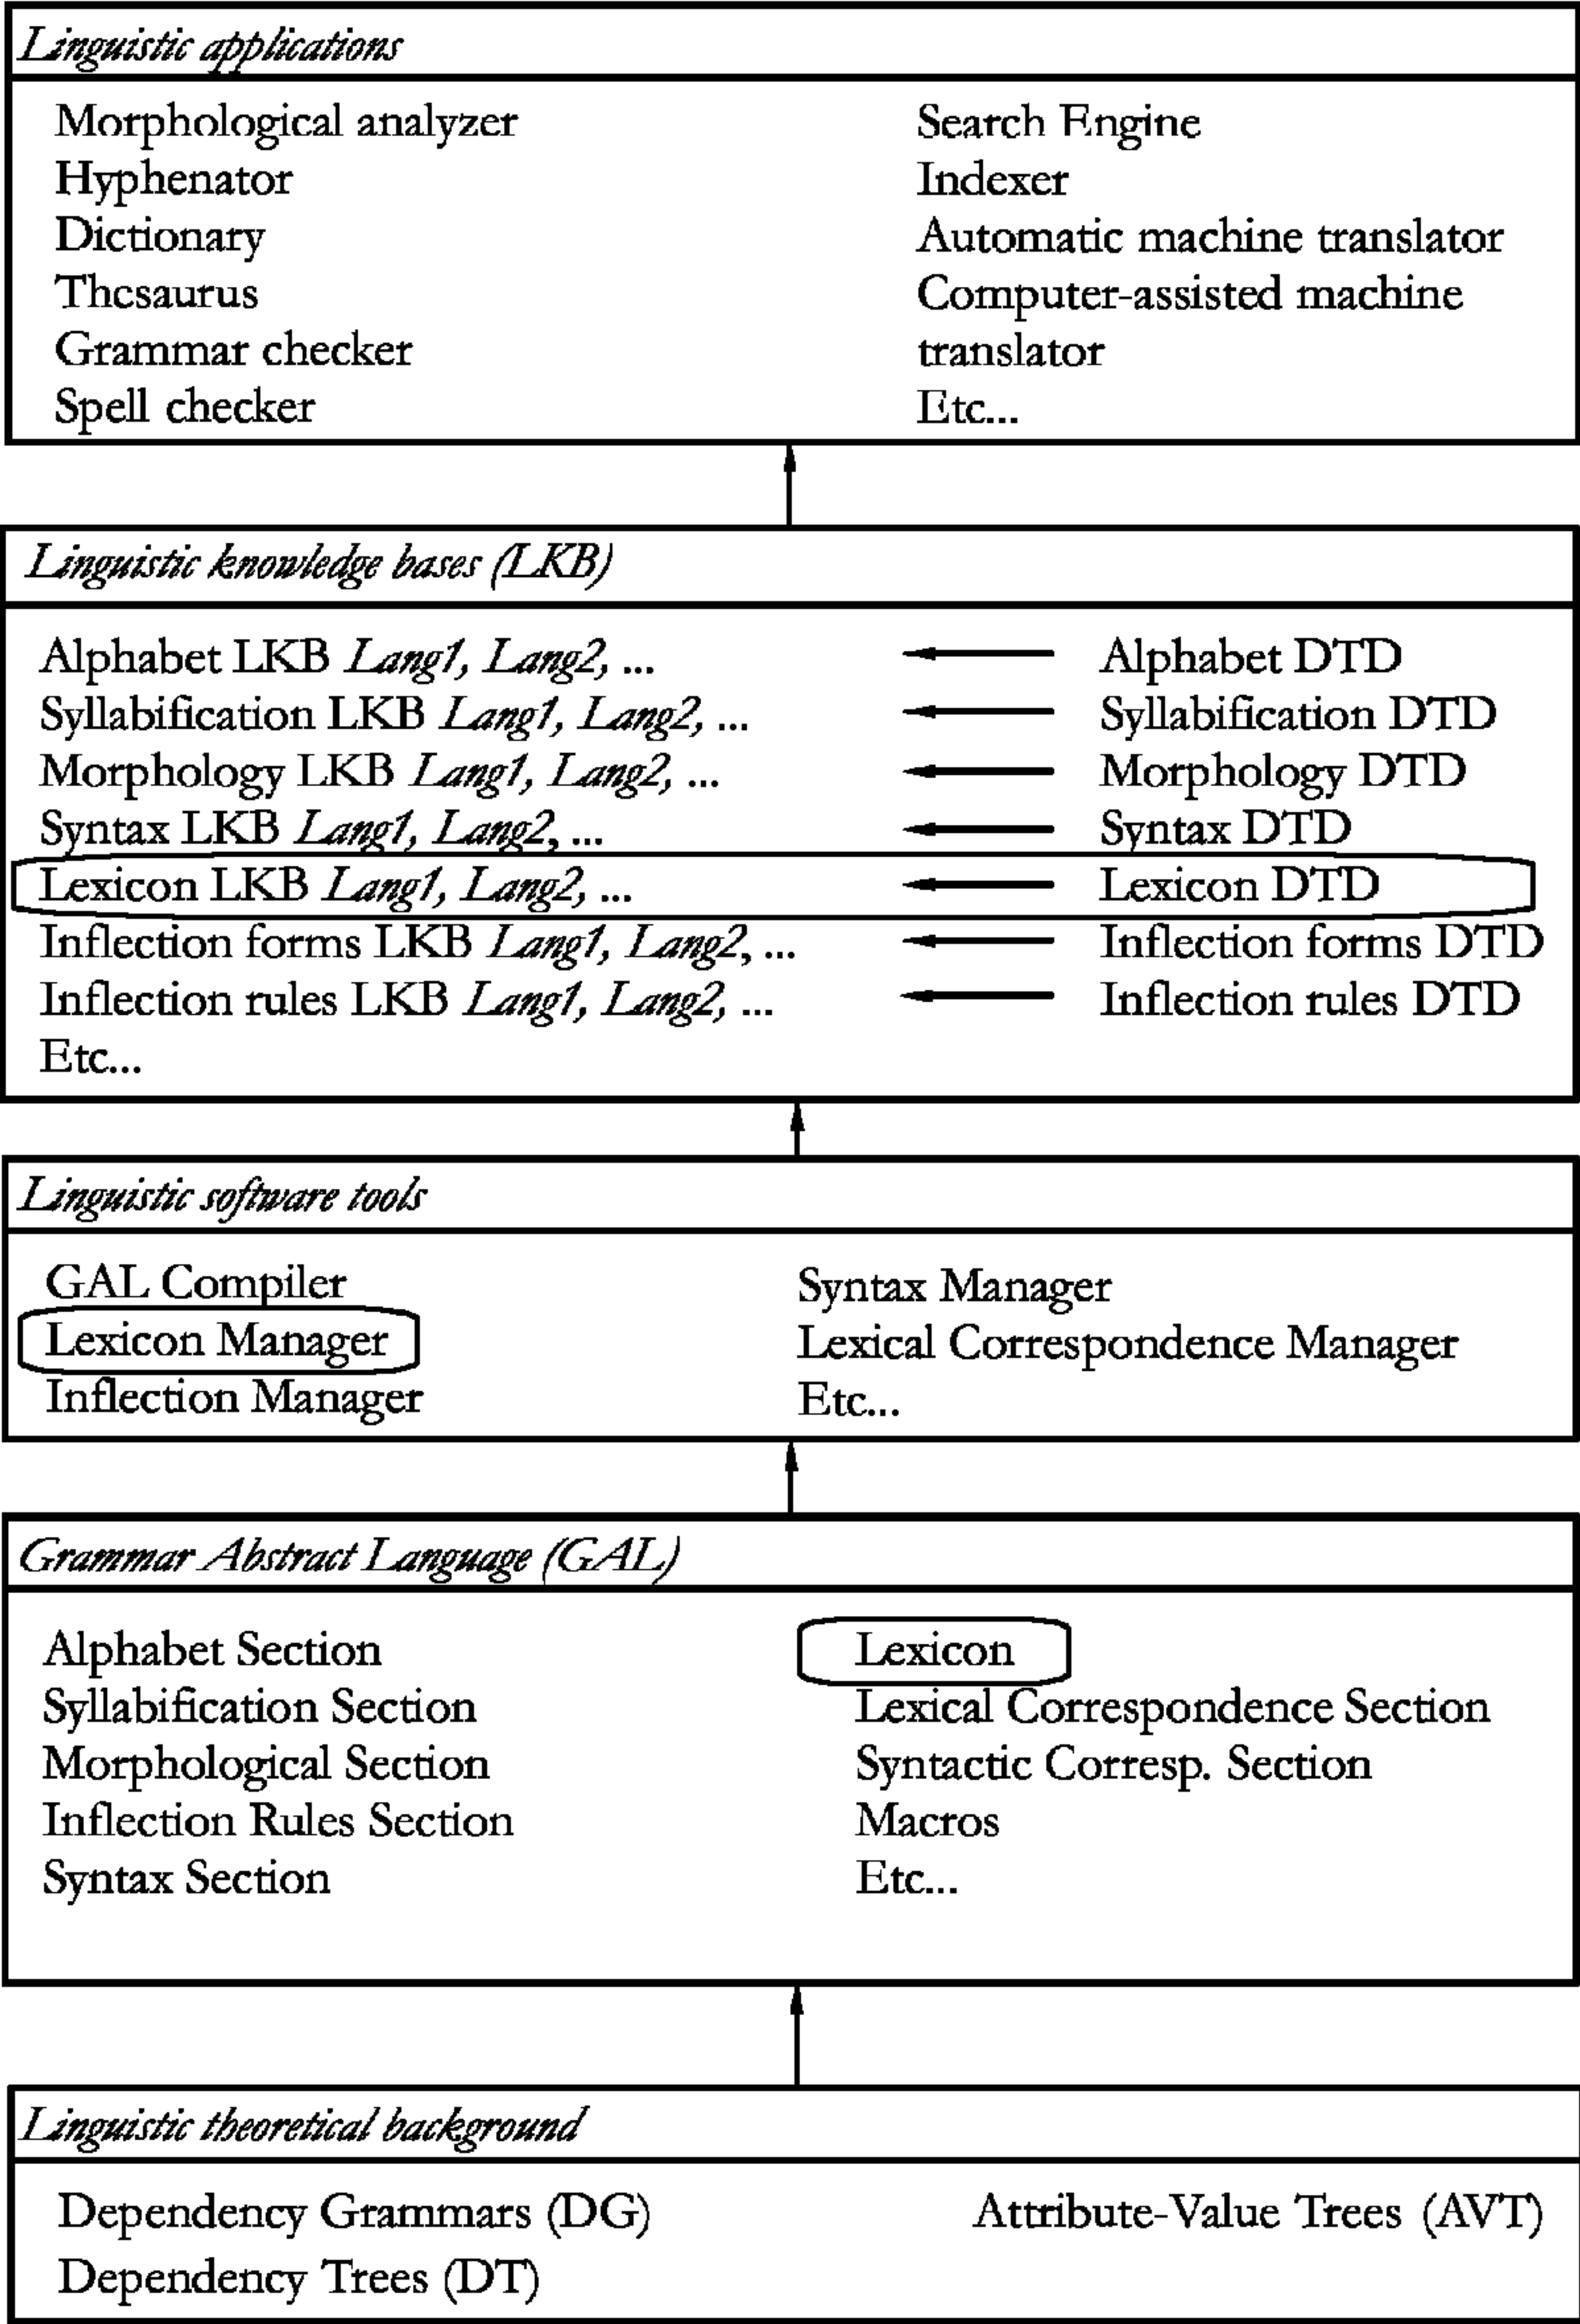 Linguistic applications
Morphological analyzer
Hyphenator
Dictionary
Thesaurus
Grammar checker
Spell checker
Search Engine
Indexer
Automatic machine translator
Computer-assisted machine
translator
Etc...
Linguistic knowledge bases (LKB)
Alphabet LKB Lang1, Lang2, ... Alphabet DTD
Syllabification LKB Lang1, Lang2, ... Syllabification DTD
Morphology LKB Lang1, Lang2, ... Morphology DTD
Syntax LKB Lang1, Lang2, ... Syntax DTD
Lexicon LKB Lang1, Lang2, ... Lexicon DTD
Inflection forms LKB Lang1, Lang2, ... Inflection forms DTD
Inflection rules LKB Lang1, Lang2, ... Inflection rules DTD
Etc...
Linguistic software tools
GAL Compiler
Lexicon Manager
Inflection Manager
Syntax Manager
Lexical Correspondence Manager
Etc...
Grammar Abstract Language (GAL)
Alphabet Section
Syllabification Section
Morphological Section
Inflection Rules Section
Syntax Section
Lexicon
Lexical Correspondence Section
Syntactic Corresp. Section
Macros
Etc...
Linguistic theoretical background
Dependency Grammars (DG)
Dependency Trees (DT)
Attribute-Value Trees (AVT)